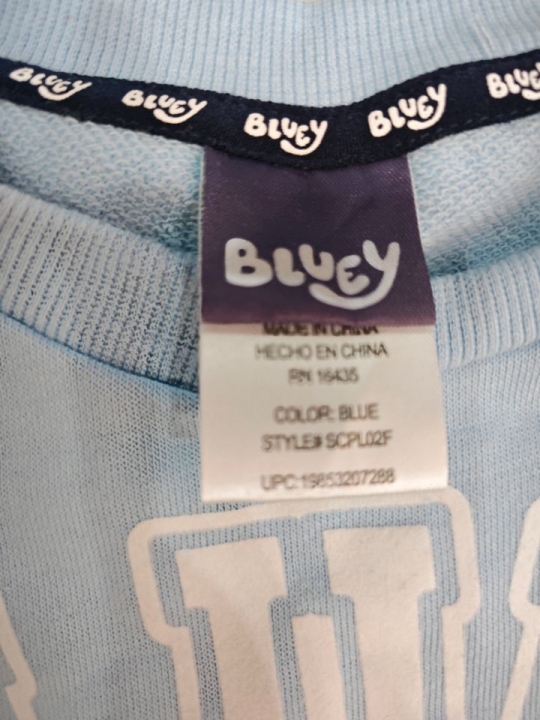 BLUEY BLUEY BLUEY BLUEY BLUEY
BLUEY
MADE IN CHINA
HECHO EN CHINA
RN 16435
COLOR: BLUE
STYLE# SCPL02F
UPC:19853207288